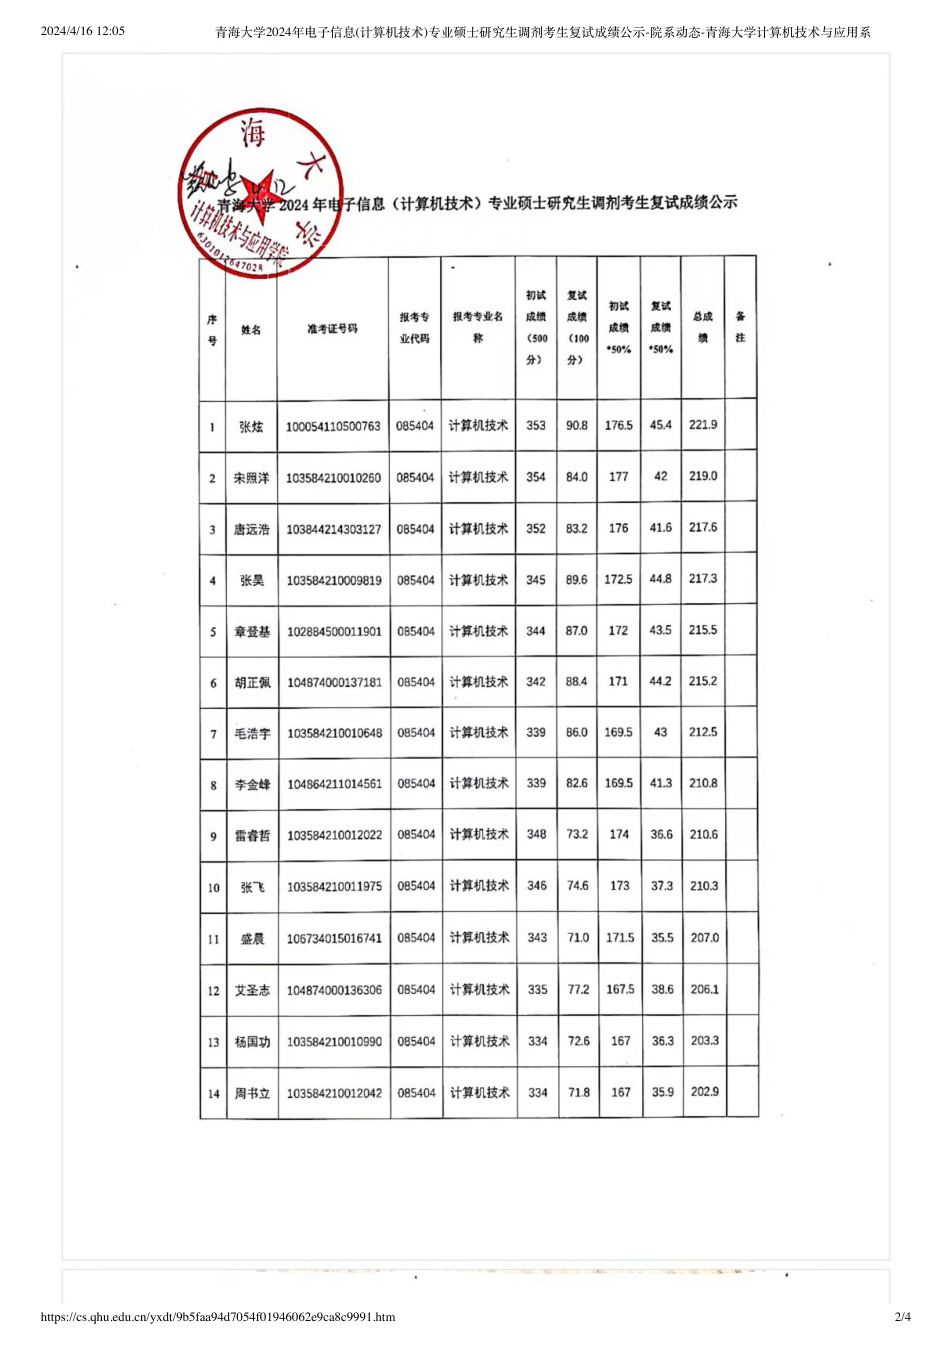 2024/4/16 12:05 青海大学2024年电子信息(计算机技术)专业硕士研究生调剂考生复试成绩公示-院系动态-青海大学计算机技术与应用系
海大学
计算机技术与应用学院
6301012647028
青海大学 2024 年电子信息（计算机技术）专业硕士研究生调剂考生复试成绩公示
序号 姓名 准考证号码 报考专业代码 报考专业名称 初试成绩（500分） 复试成绩（100分） 初试成绩*50% 复试成绩*50% 总成绩 备注
1 张炫 100054110500763 085404 计算机技术 353 90.8 176.5 45.4 221.9
2 宋照洋 103584210010260 085404 计算机技术 354 84.0 177 42 219.0
3 唐远浩 103844214303127 085404 计算机技术 352 83.2 176 41.6 217.6
4 张昊 103584210009819 085404 计算机技术 345 89.6 172.5 44.8 217.3
5 章登基 102884500011901 085404 计算机技术 344 87.0 172 43.5 215.5
6 胡正佩 104874000137181 085404 计算机技术 342 88.4 171 44.2 215.2
7 毛浩宇 103584210010648 085404 计算机技术 339 86.0 169.5 43 212.5
8 李金峰 104864211014561 085404 计算机技术 339 82.6 169.5 41.3 210.8
9 雷睿哲 103584210012022 085404 计算机技术 348 73.2 174 36.6 210.6
10 张飞 103584210011975 085404 计算机技术 346 74.6 173 37.3 210.3
11 盛晨 106734015016741 085404 计算机技术 343 71.0 171.5 35.5 207.0
12 艾圣志 104874000136306 085404 计算机技术 335 77.2 167.5 38.6 206.1
13 杨国功 103584210010990 085404 计算机技术 334 72.6 167 36.3 203.3
14 周书立 103584210012042 085404 计算机技术 334 71.8 167 35.9 202.9
https://cs.qhu.edu.cn/yxdt/9b5faa94d7054f01946062e9ca8c9991.htm 2/4